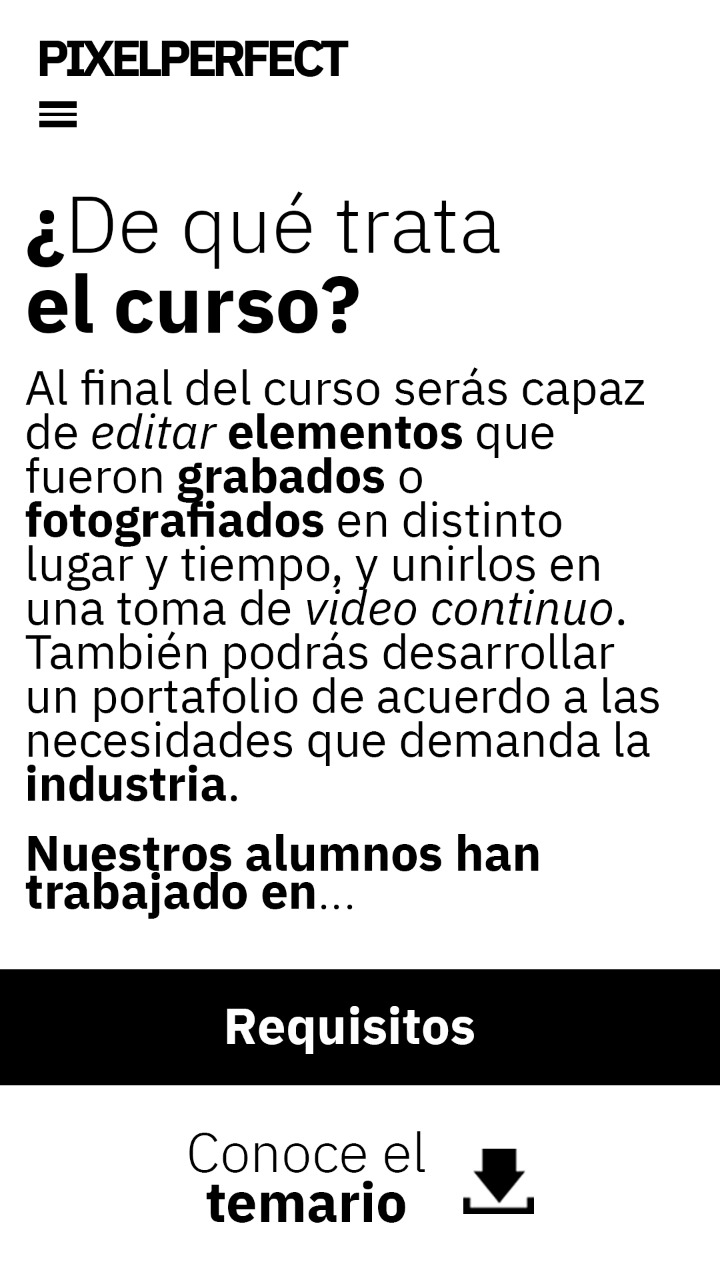 PIXELPERFECT
¿De qué trata
el curso?
Al final del curso serás capaz
de editar elementos que
fueron grabados o
fotografiados en distinto
lugar y tiempo, y unirlos en
una toma de video continuo.
También podrás desarrollar
un portafolio de acuerdo a las
necesidades que demanda la
industria.
Nuestros alumnos han
trabajado en...
Requisitos
Conoce el
temario